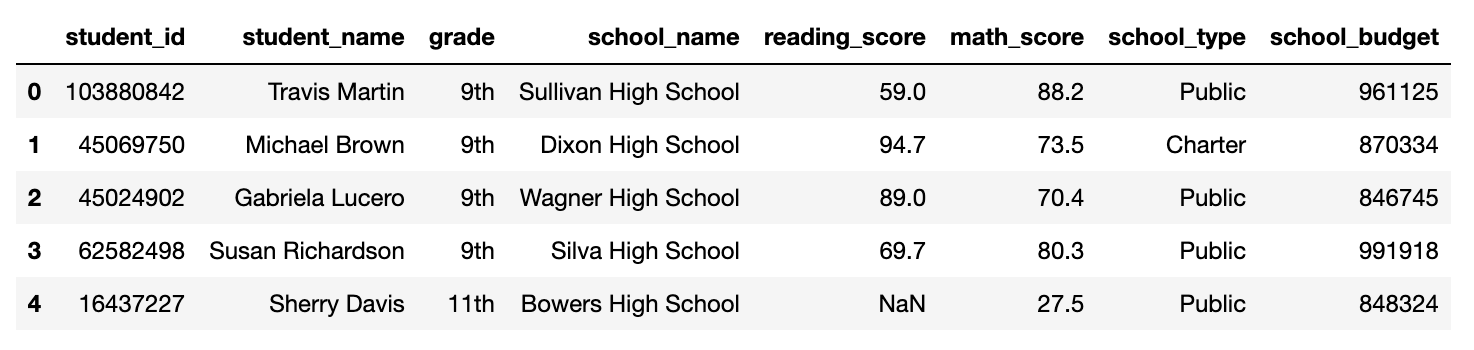 student_id student_name grade school_name reading_score math_score school_type school_budget
0 103880842 Travis Martin 9th Sullivan High School 59.0 88.2 Public 961125
1 45069750 Michael Brown 9th Dixon High School 94.7 73.5 Charter 870334
2 45024902 Gabriela Lucero 9th Wagner High School 89.0 70.4 Public 846745
3 62582498 Susan Richardson 9th Silva High School 69.7 80.3 Public 991918
4 16437227 Sherry Davis 11th Bowers High School NaN 27.5 Public 848324